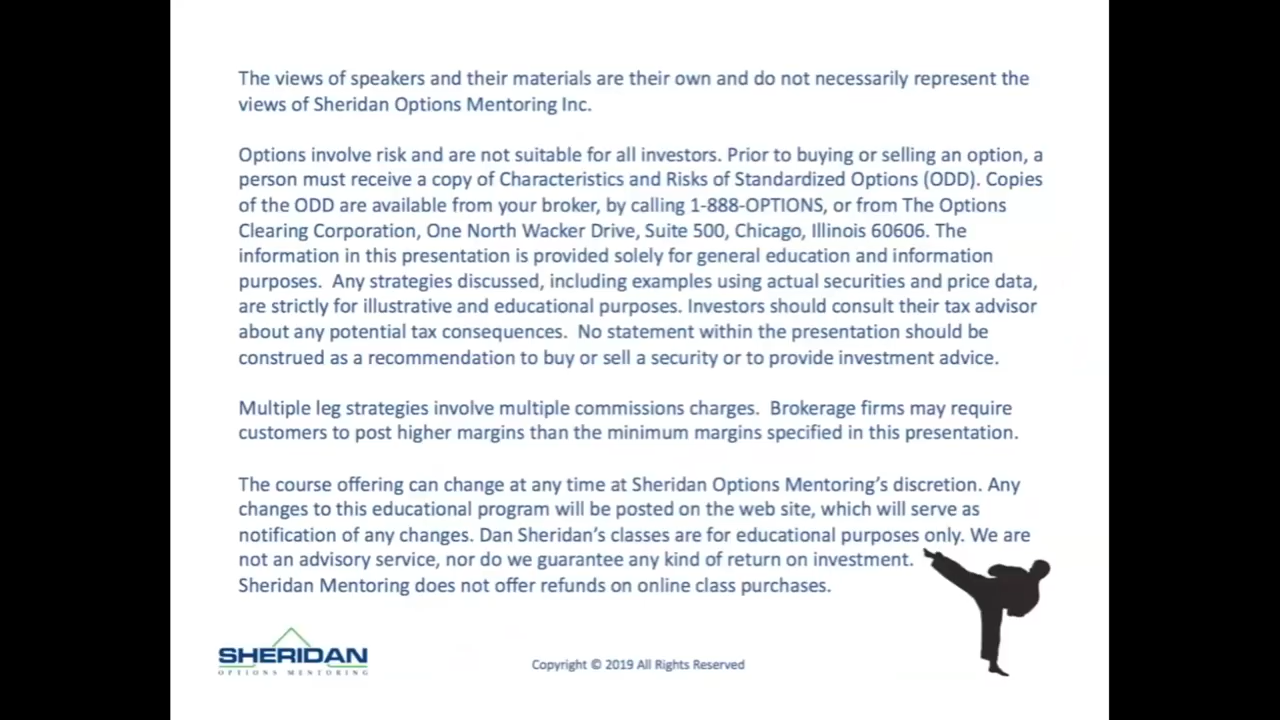 The views of speakers and their materials are their own and do not necessarily represent the
views of Sheridan Options Mentoring Inc.
Options involve risk and are not suitable for all investors. Prior to buying or selling an option, a
person must receive a copy of Characteristics and Risks of Standardized Options (ODD). Copies
of the ODD are available from your broker, by calling 1-888-OPTIONS, or from The Options
Clearing Corporation, One North Wacker Drive, Suite 500, Chicago, Illinois 60606. The
information in this presentation is provided solely for general education and information
purposes.  Any strategies discussed, including examples using actual securities and price data,
are strictly for illustrative and educational purposes. Investors should consult their tax advisor
about any potential tax consequences.  No statement within the presentation should be
construed as a recommendation to buy or sell a security or to provide investment advice.
Multiple leg strategies involve multiple commissions charges.  Brokerage firms may require
customers to post higher margins than the minimum margins specified in this presentation.
The course offering can change at any time at Sheridan Options Mentoring’s discretion. Any
changes to this educational program will be posted on the web site, which will serve as
notification of any changes. Dan Sheridan’s classes are for educational purposes only. We are
not an advisory service, nor do we guarantee any kind of return on investment.
Sheridan Mentoring does not offer refunds on online class purchases.
SHERIDAN
OPTIONS MENTORING
Copyright © 2019 All Rights Reserved